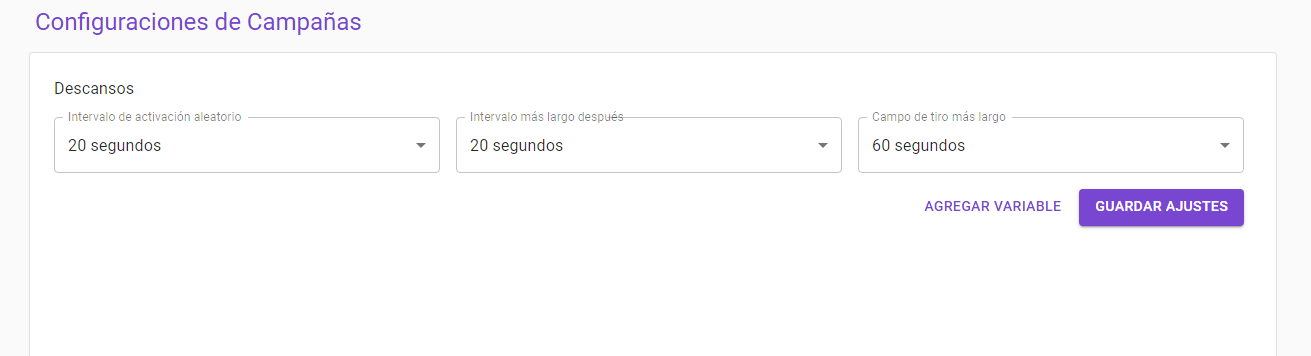 Configuraciones de Campañas
Descansos
Intervalo de activación aleatorio
20 segundos
Intervalo más largo después
20 segundos
Campo de tiro más largo
60 segundos
AGREGAR VARIABLE
GUARDAR AJUSTES